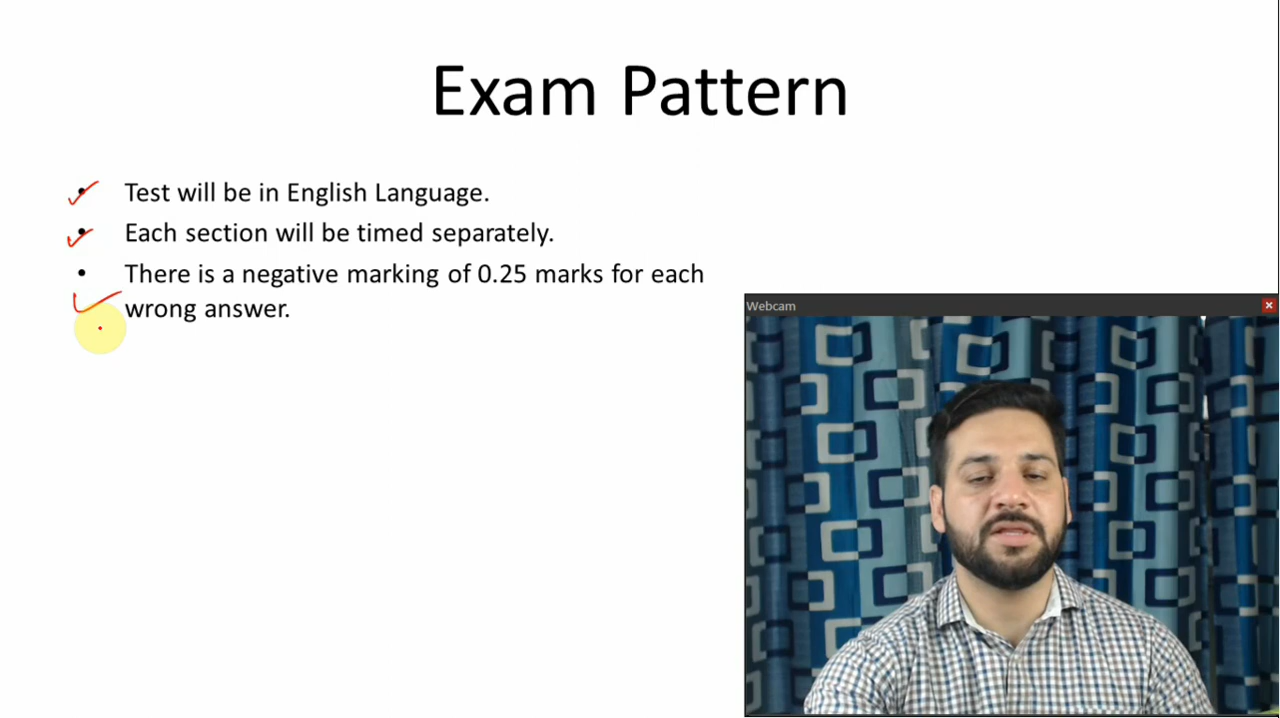 Exam Pattern
• Test will be in English Language.
• Each section will be timed separately.
• There is a negative marking of 0.25 marks for each
wrong answer.
Webcam